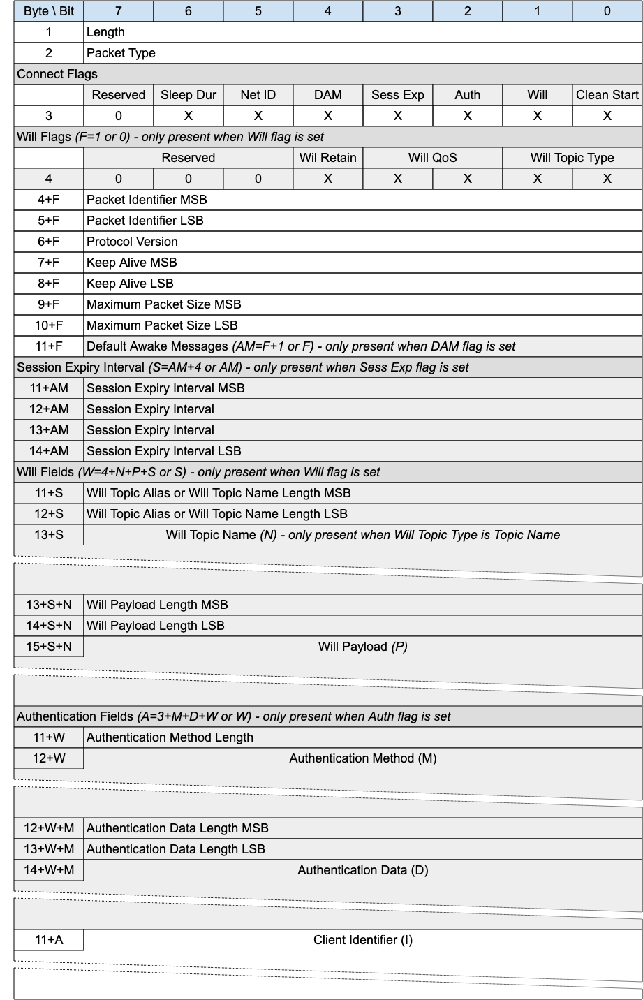 Byte \ Bit 7 6 5 4 3 2 1 0
1 Length
2 Packet Type
Connect Flags
Reserved Sleep Dur Net ID DAM Sess Exp Auth Will Clean Start
3 0 X X X X X X X
Will Flags (F=1 or 0) - only present when Will flag is set
Reserved Wil Retain Will QoS Will Topic Type
4 0 0 0 X X X X X
4+F Packet Identifier MSB
5+F Packet Identifier LSB
6+F Protocol Version
7+F Keep Alive MSB
8+F Keep Alive LSB
9+F Maximum Packet Size MSB
10+F Maximum Packet Size LSB
11+F Default Awake Messages (AM=F+1 or F) - only present when DAM flag is set
Session Expiry Interval (S=AM+4 or AM) - only present when Sess Exp flag is set
11+AM Session Expiry Interval MSB
12+AM Session Expiry Interval
13+AM Session Expiry Interval
14+AM Session Expiry Interval LSB
Will Fields (W=4+N+P+S or S) - only present when Will flag is set
11+S Will Topic Alias or Will Topic Name Length MSB
12+S Will Topic Alias or Will Topic Name Length LSB
13+S Will Topic Name (N) - only present when Will Topic Type is Topic Name
13+S+N Will Payload Length MSB
14+S+N Will Payload Length LSB
15+S+N Will Payload (P)
Authentication Fields (A=3+M+D+W or W) - only present when Auth flag is set
11+W Authentication Method Length
12+W Authentication Method (M)
12+W+M Authentication Data Length MSB
13+W+M Authentication Data Length LSB
14+W+M Authentication Data (D)
11+A Client Identifier (I)